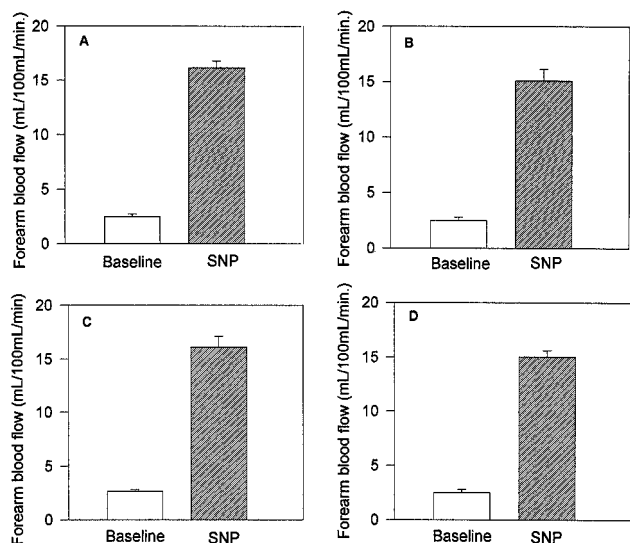 A
Forearm blood flow (mL/100mL/min.)
20
15
10
5
0
Baseline
SNP
B
Forearm blood flow (mL/100mL/min.)
20
15
10
5
0
Baseline
SNP
C
Forearm blood flow (mL/100mL/min)
20
15
10
5
0
Baseline
SNP
D
Forearm blood flow (mL/100mL/min.)
20
15
10
5
0
Baseline
SNP